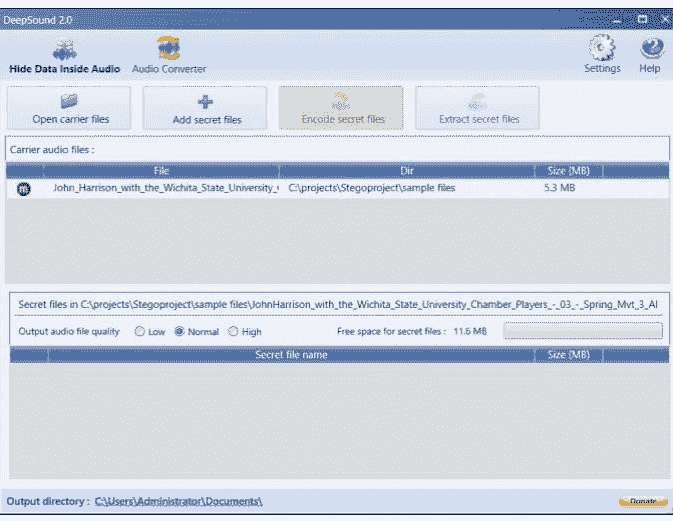 DeepSound 2.0
Hide Data Inside Audio Audio Converter Settings Help
Open carrier files Add secret files Encode secret files Extract secret files
Carrier audio files :
File Dir Size (MB)
John_Harrison_with_the_Wichita_State_University_ C:\projects\Stegoproject\sample files 5.3 MB
Secret files in C:\projects\Stegoproject\sample files\JohnHarrison_with_the_Wichita_State_University_Chamber_Players_-_03_-_Spring_Mvt_3_Al
Output audio file quality Low Normal High Free space for secret files : 11.6 MB
Secret file name Size (MB)
Output directory : C:\Users\Administrator\Documents\ Donate